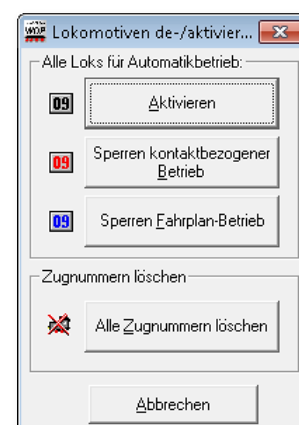 WDP Lokomotiven de-/aktivier...
Alle Loks für Automatikbetrieb:
09 Aktivieren
09 Sperren kontaktbezogener
Betrieb
09 Sperren Fahrplan-Betrieb
Zugnummern löschen
Alle Zugnummern löschen
Abbrechen